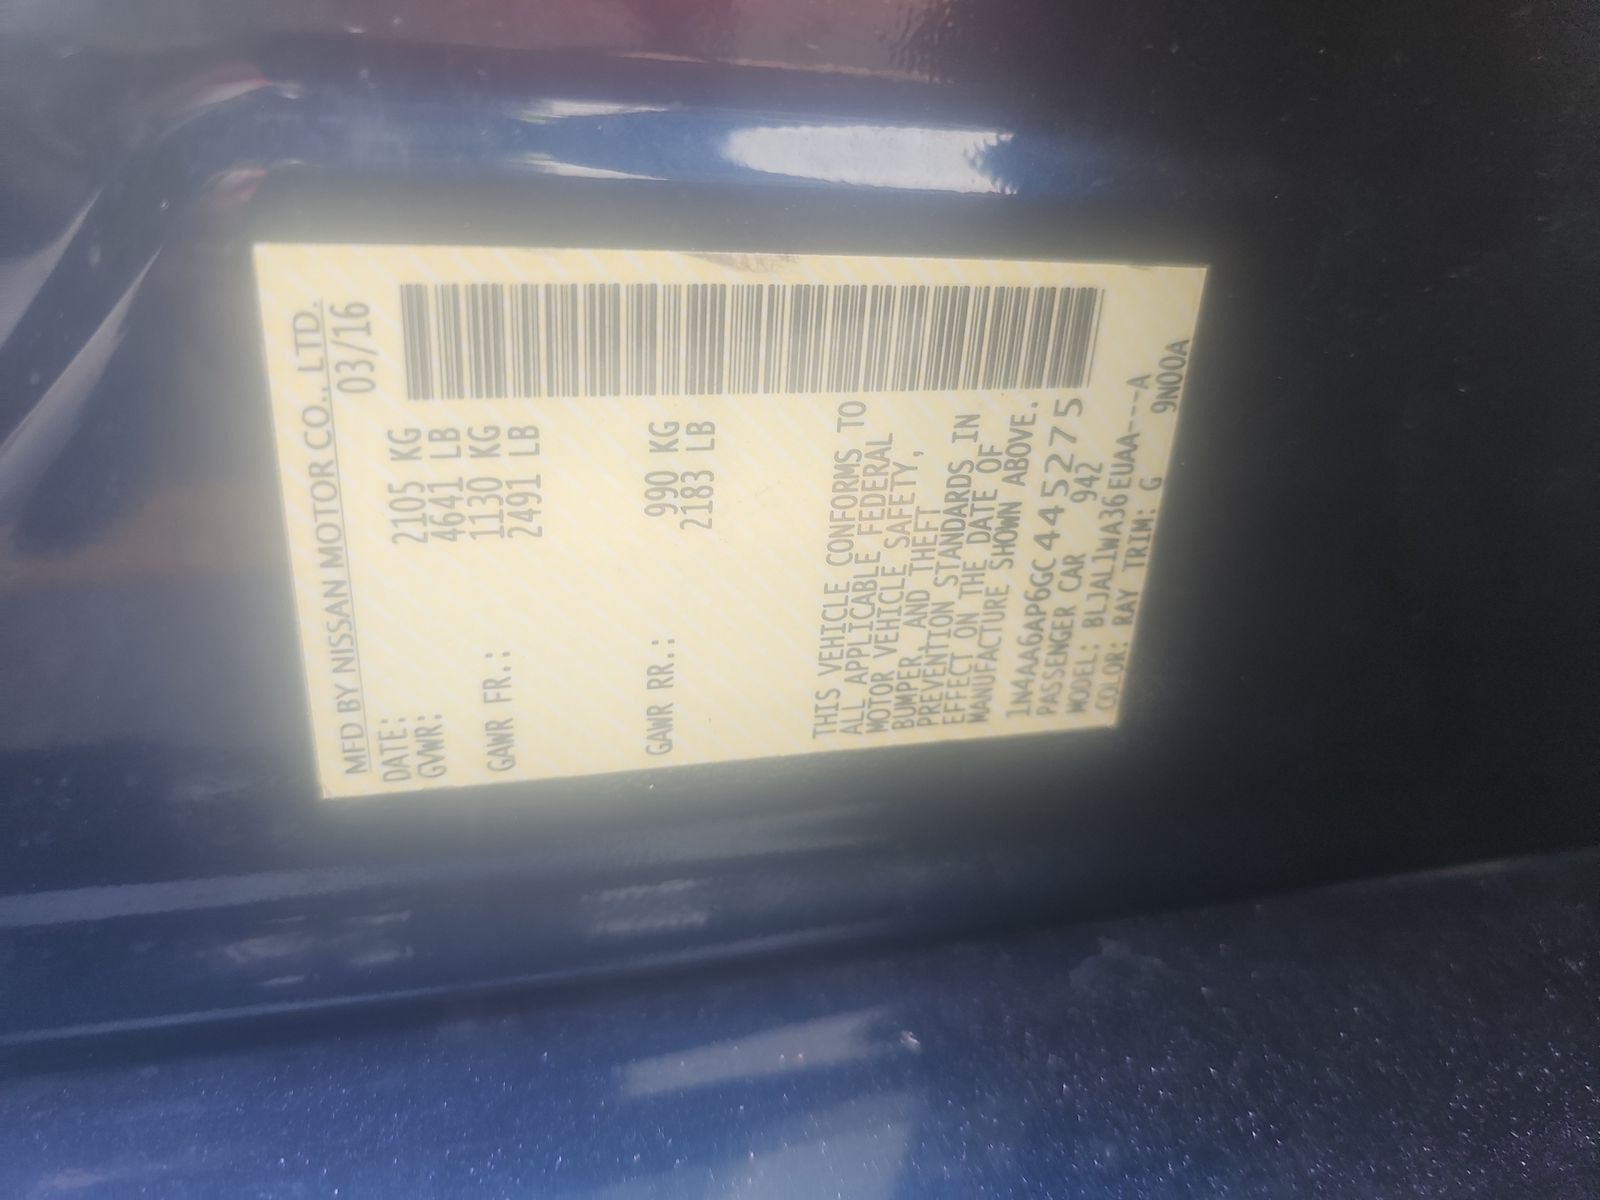 MFD BY NISSAN MOTOR CO., LTD.
DATE: 03/16
GVWR: 2105 KG
4641 LB
GAWR FR.: 1130 KG
2491 LB
GAWR RR.: 990 KG
2183 LB
THIS VEHICLE CONFORMS TO
ALL APPLICABLE FEDERAL
MOTOR VEHICLE SAFETY,
BUMPER, AND THEFT
PREVENTION STANDARDS IN
EFFECT ON THE DATE OF
MANUFACTURE SHOWN ABOVE.
1N4AA6AP6GC445275
PASSENGER CAR 942
MODEL: BLJALIWA36EUAA---A
COLOR: RAY TRIM: G 9N00A